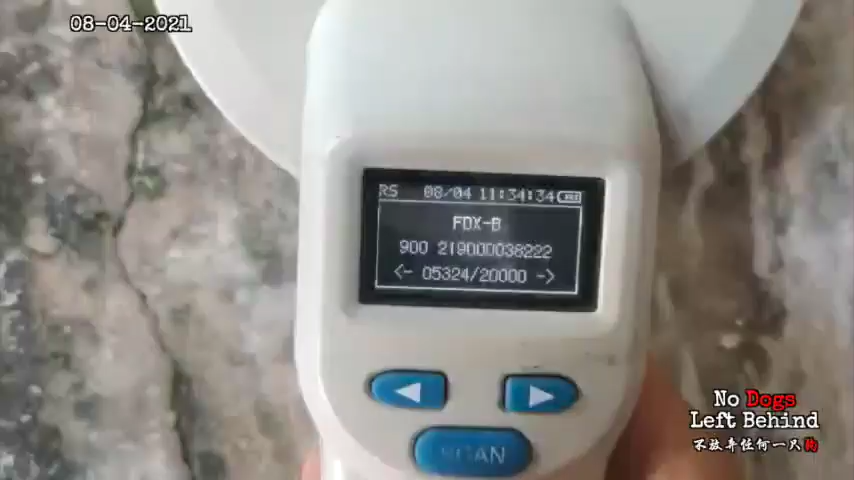 08-04-2021
RS 08/04 11:34:34
FDX-B
900 219000038222
<- 05324/20000 ->
SCAN
No Dogs
Left Behind
不放弃任何一只狗